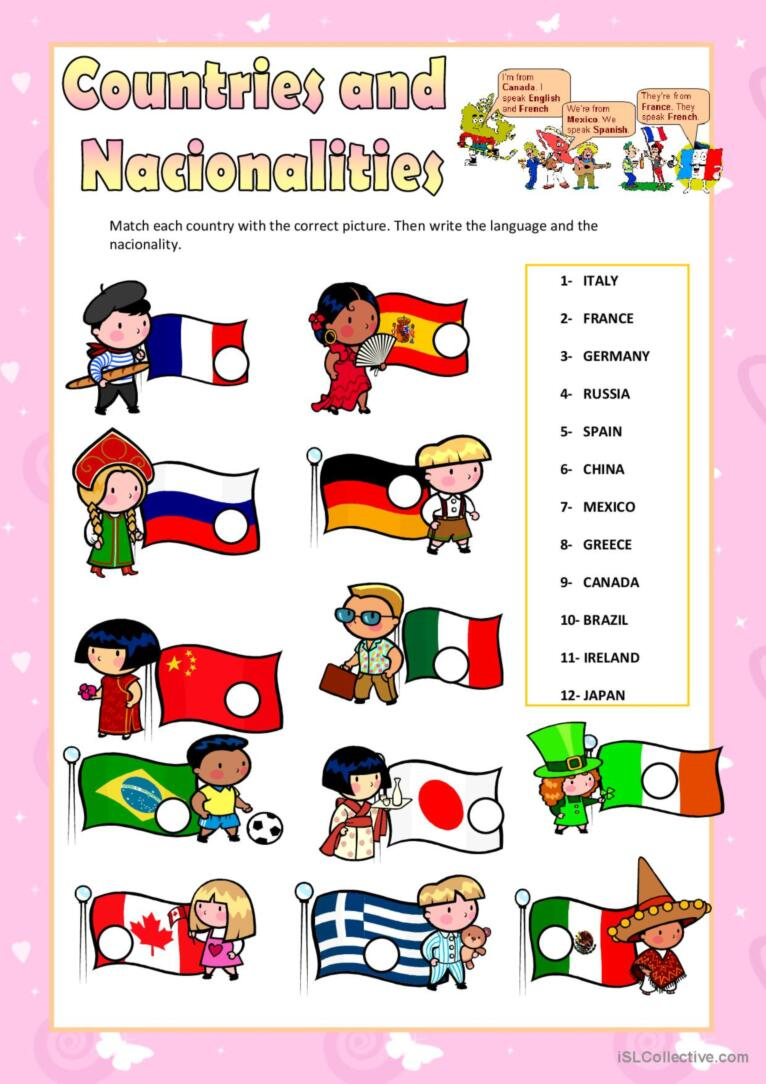 Countries and
Nacionalities
I'm from
Canada. I
speak English
and French
We're from
Mexico. We
speak Spanish.
They're from
France. They
speak French.
Match each country with the correct picture. Then write the language and the
nacionality.
1- ITALY
2- FRANCE
3- GERMANY
4- RUSSIA
5- SPAIN
6- CHINA
7- MEXICO
8- GREECE
9- CANADA
10- BRAZIL
11- IRELAND
12- JAPAN
iSLCollective.com